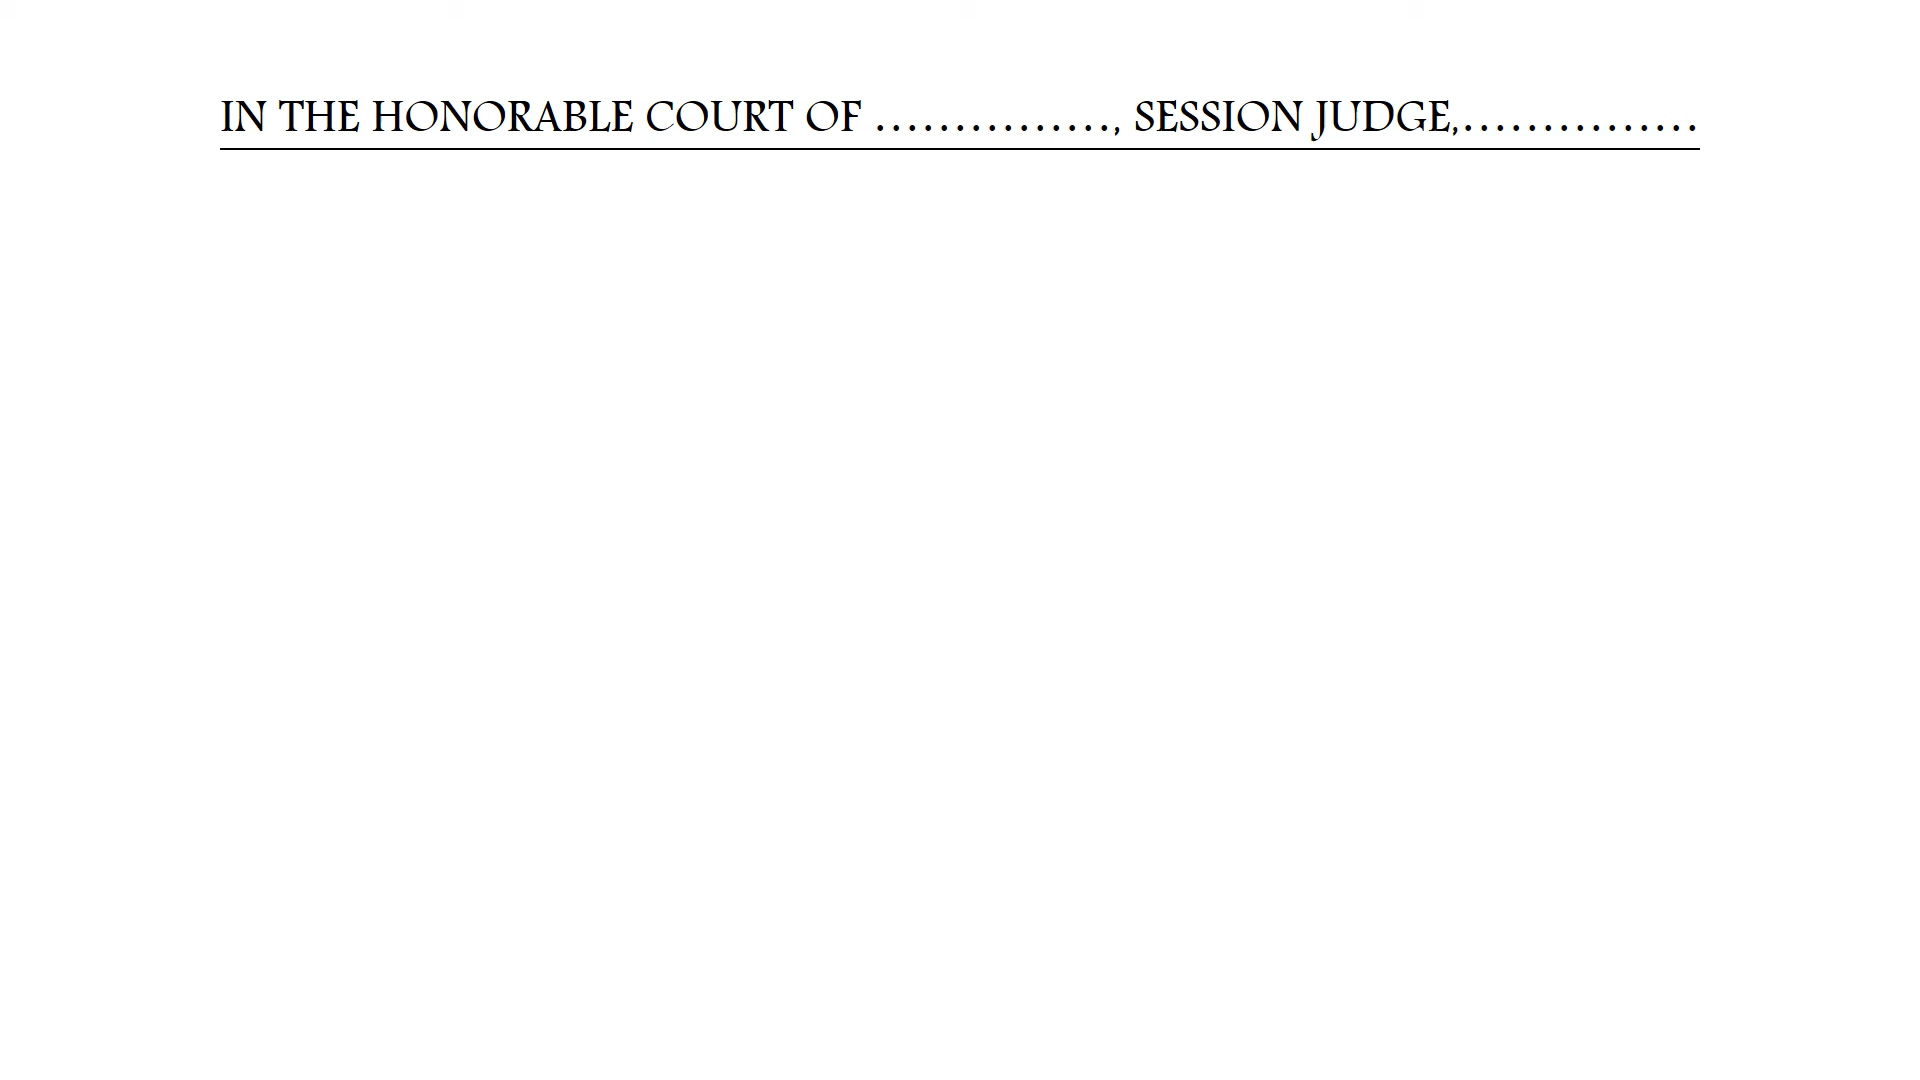 IN THE HONORABLE COURT OF ……………, SESSION JUDGE,……………